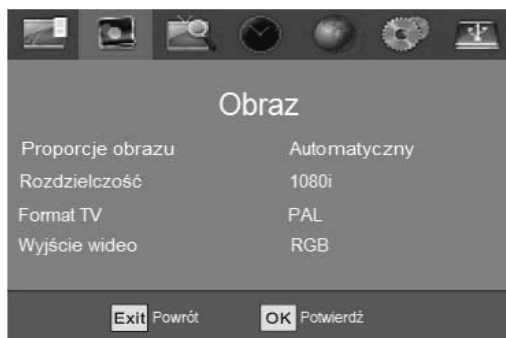 Obraz
Proporcje obrazu Automatyczny
Rozdzielczość 1080i
Format TV PAL
Wyjście wideo RGB
Exit Powrót OK Potwierdź